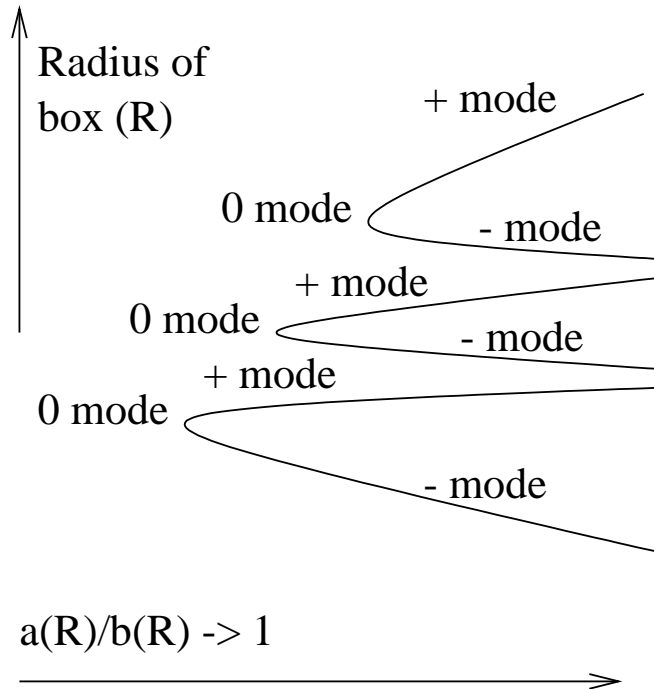 Radius of
box (R)
+ mode
0 mode
- mode
+ mode
0 mode
- mode
+ mode
0 mode
- mode
a(R)/b(R) -> 1